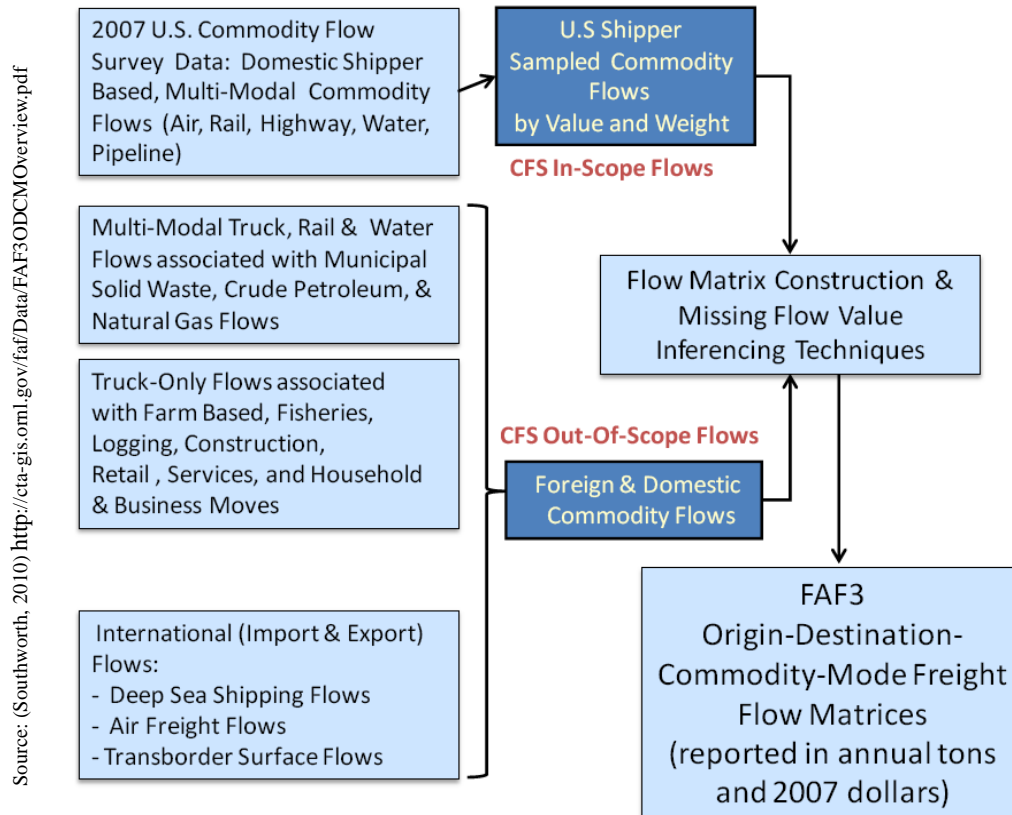 Source: (Southworth, 2010) http://cta-gis.oml.gov/faf/Data/FAF3ODCMOverview.pdf
2007 U.S. Commodity Flow
Survey Data: Domestic Shipper
Based, Multi-Modal Commodity
Flows (Air, Rail, Highway, Water,
Pipeline)
U.S Shipper
Sampled Commodity
Flows
by Value and Weight
CFS In-Scope Flows
Multi-Modal Truck, Rail & Water
Flows associated with Municipal
Solid Waste, Crude Petroleum, &
Natural Gas Flows
Truck-Only Flows associated
with Farm Based, Fisheries,
Logging, Construction,
Retail , Services, and Household
& Business Moves
International (Import & Export)
Flows:
- Deep Sea Shipping Flows
- Air Freight Flows
- Transborder Surface Flows
CFS Out-Of-Scope Flows
Foreign & Domestic
Commodity Flows
Flow Matrix Construction &
Missing Flow Value
Inferencing Techniques
FAF3
Origin-Destination-
Commodity-Mode Freight
Flow Matrices
(reported in annual tons
and 2007 dollars)